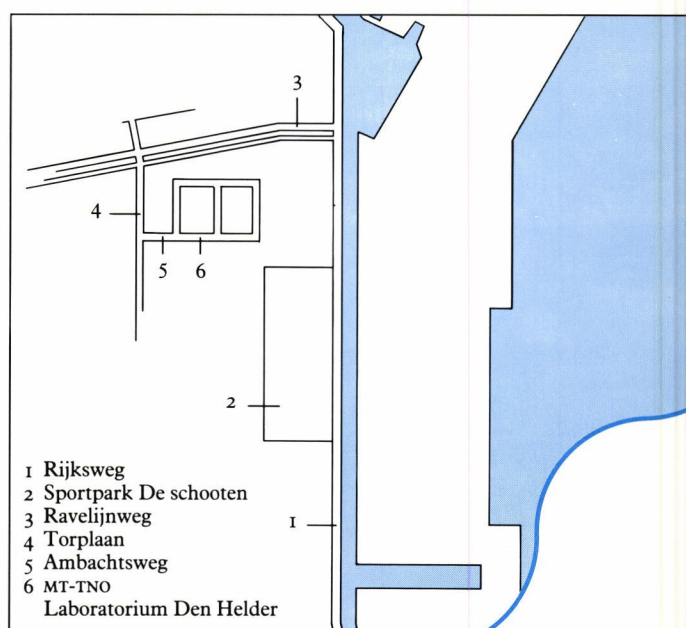 3
4
5
6
2
1
1 Rijksweg
2 Sportpark De schooten
3 Ravelijnweg
4 Torplaan
5 Ambachtsweg
6 MT-TNO
Laboratorium Den Helder